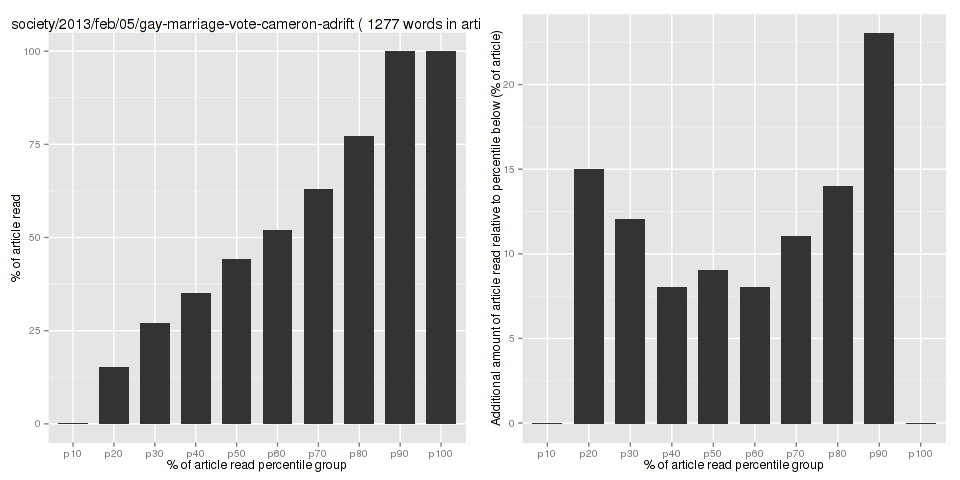 society/2013/feb/05/gay-marriage-vote-cameron-adrift ( 1277 words in arti
% of article read
100
75
50
25
0
p10 p20 p30 p40 p50 p60 p70 p80 p90 p100
% of article read percentile group
Additional amount of article read relative to percentile below (% of article)
20
15
10
5
0
p10 p20 p30 p40 p50 p60 p70 p80 p90 p100
% of article read percentile group